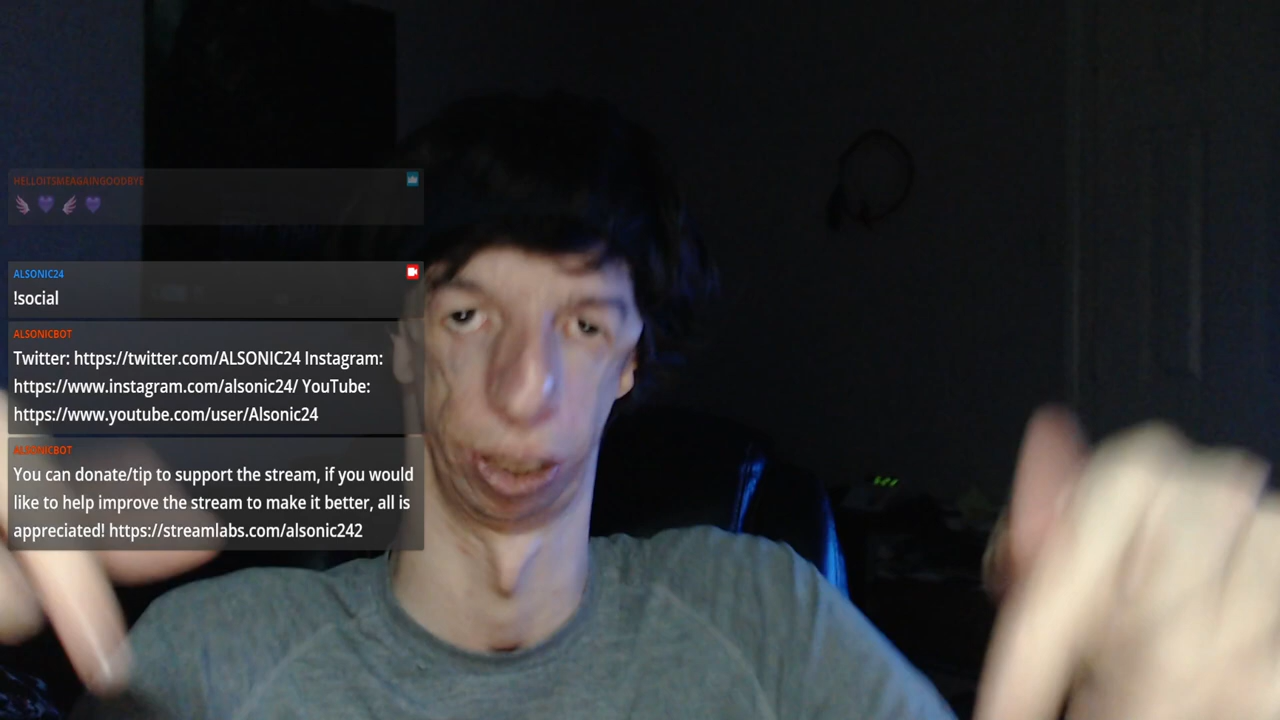 HELLOITSMEAGAINGOODBYE
ALSONIC24
!social
ALSONICBOT
Twitter: https://twitter.com/ALSONIC24 Instagram:
https://www.instagram.com/alsonic24/ YouTube:
https://www.youtube.com/user/Alsonic24
ALSONICBOT
You can donate/tip to support the stream, if you would
like to help improve the stream to make it better, all is
appreciated! https://streamlabs.com/alsonic242